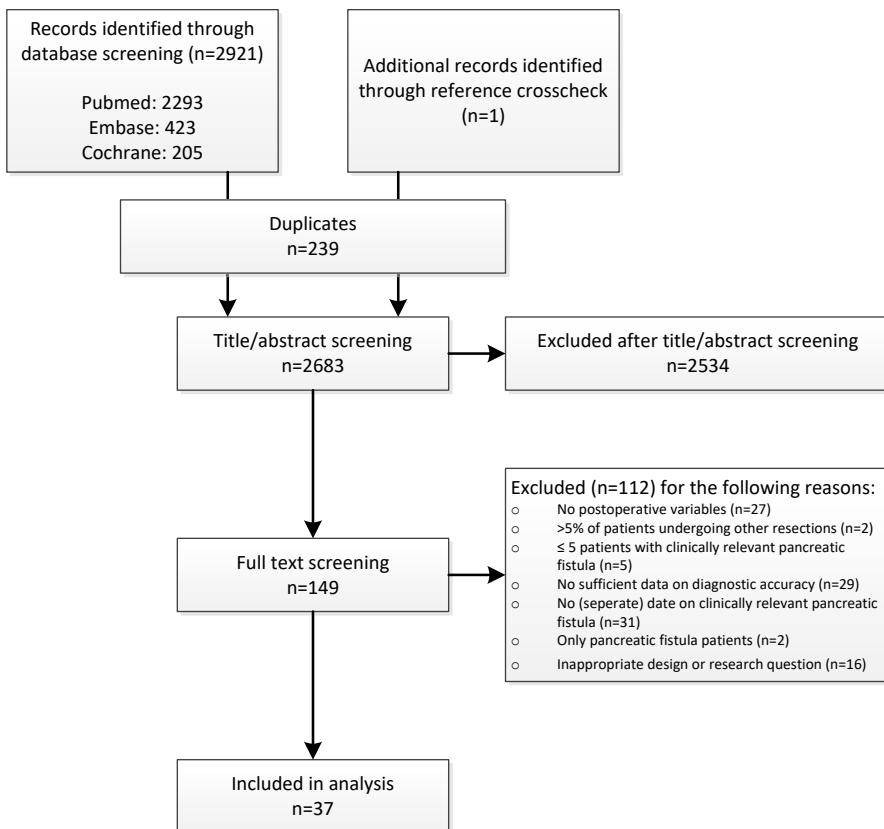 Records identified through
database screening (n=2921)
Pubmed: 2293
Embase: 423
Cochrane: 205
Additional records identified
through reference crosscheck
(n=1)
Duplicates
n=239
Title/abstract screening
n=2683
Excluded after title/abstract screening
n=2534
Full text screening
n=149
Excluded (n=112) for the following reasons:
o No postoperative variables (n=27)
o >5% of patients undergoing other resections (n=2)
o ≤ 5 patients with clinically relevant pancreatic
fistula (n=5)
o No sufficient data on diagnostic accuracy (n=29)
o No (seperate) date on clinically relevant pancreatic
fistula (n=31)
o Only pancreatic fistula patients (n=2)
o Inappropriate design or research question (n=16)
Included in analysis
n=37